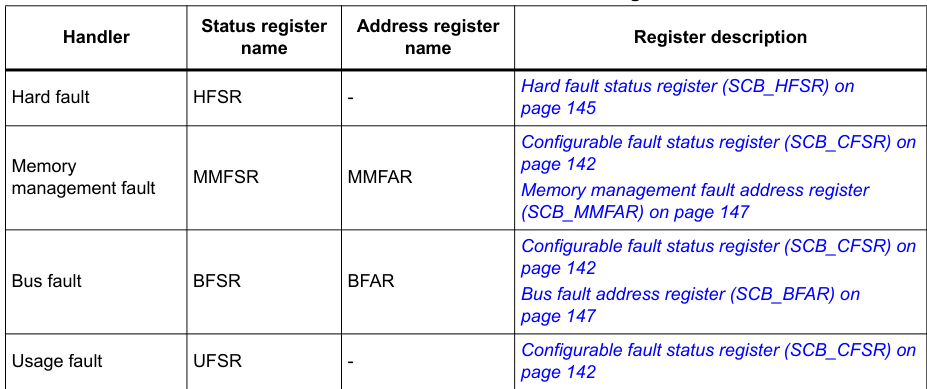 Handler
Status register
name
Address register
name
Register description
Hard fault
HFSR
-
Hard fault status register (SCB_HFSR) on
page 145
Memory
management fault
MMFSR
MMFAR
Configurable fault status register (SCB_CFSR) on
page 142
Memory management fault address register
(SCB_MMFAR) on page 147
Bus fault
BFSR
BFAR
Configurable fault status register (SCB_CFSR) on
page 142
Bus fault address register (SCB_BFAR) on
page 147
Usage fault
UFSR
-
Configurable fault status register (SCB_CFSR) on
page 142